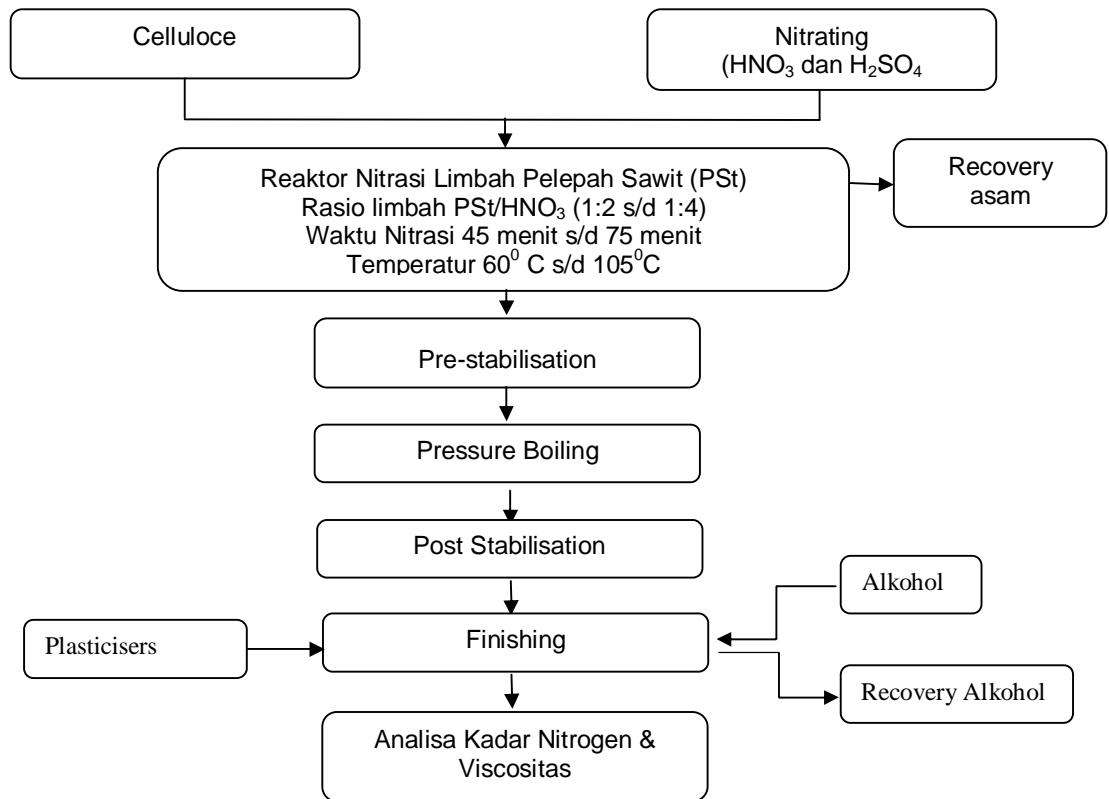 Celluloce
Nitrating
(HNO₃ dan H₂SO₄
Reaktor Nitrasi Limbah Pelepah Sawit (PSt)
Rasio limbah PSt/HNO₃ (1:2 s/d 1:4)
Waktu Nitrasi 45 menit s/d 75 menit
Temperatur 60⁰ C s/d 105⁰C
Recovery
asam
Pre-stabilisation
Pressure Boiling
Post Stabilisation
Alkohol
Plasticisers
Finishing
Recovery Alkohol
Analisa Kadar Nitrogen &
Viscositas